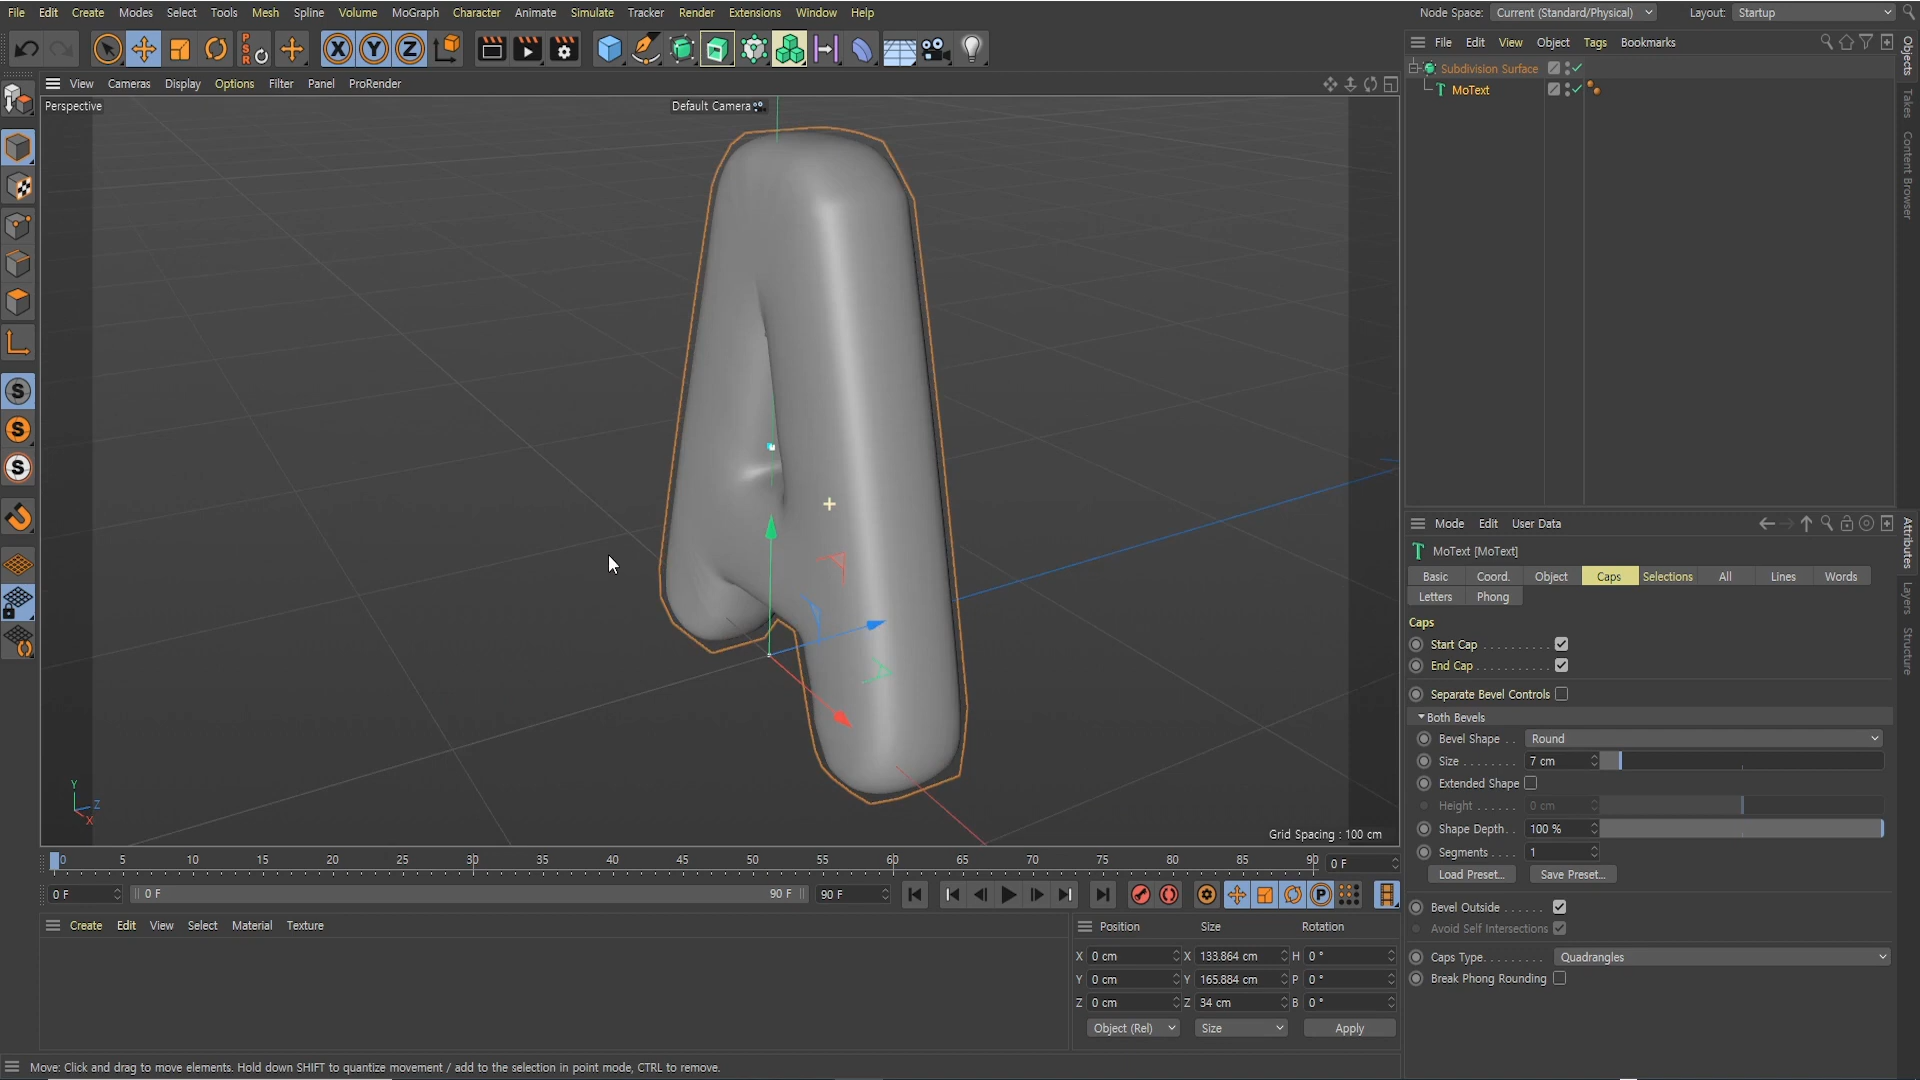 File Edit Create Modes Select Tools Mesh Spline Volume MoGraph Character Animate Simulate Tracker Render Extensions Window Help
Node Space: Current (Standard/Physical) Layout: Startup
P S R
X Y Z
File Edit View Object Tags Bookmarks
View Cameras Display Options Filter Panel ProRender
Perspective
Default Camera
Subdivision Surface
MoText
Objects
Takes
Content Browser
S
S
S
Mode Edit User Data
MoText [MoText]
Basic Coord. Object Caps Selections All Lines Words
Letters Phong
Attributes
Layers
Structure
Caps
Start Cap
End Cap
Separate Bevel Controls
Both Bevels
Bevel Shape Round
Size 7 cm
Extended Shape
Height 0 cm
Shape Depth 100 %
Segments 1
Load Preset... Save Preset...
Bevel Outside
Avoid Self Intersections
Caps Type Quadrangles
Break Phong Rounding
Y
Z
X
Grid Spacing : 100 cm
0 5 10 15 20 25 30 35 40 45 50 55 60 65 70 75 80 85 90 0 F
0 F 0 F 90 F 90 F
P
Create Edit View Select Material Texture
Position Size Rotation
X 0 cm X 133.864 cm H 0 °
Y 0 cm Y 165.884 cm P 0 °
Z 0 cm Z 34 cm B 0 °
Object (Rel) Size Apply
Move: Click and drag to move elements. Hold down SHIFT to quantize movement / add to the selection in point mode, CTRL to remove.